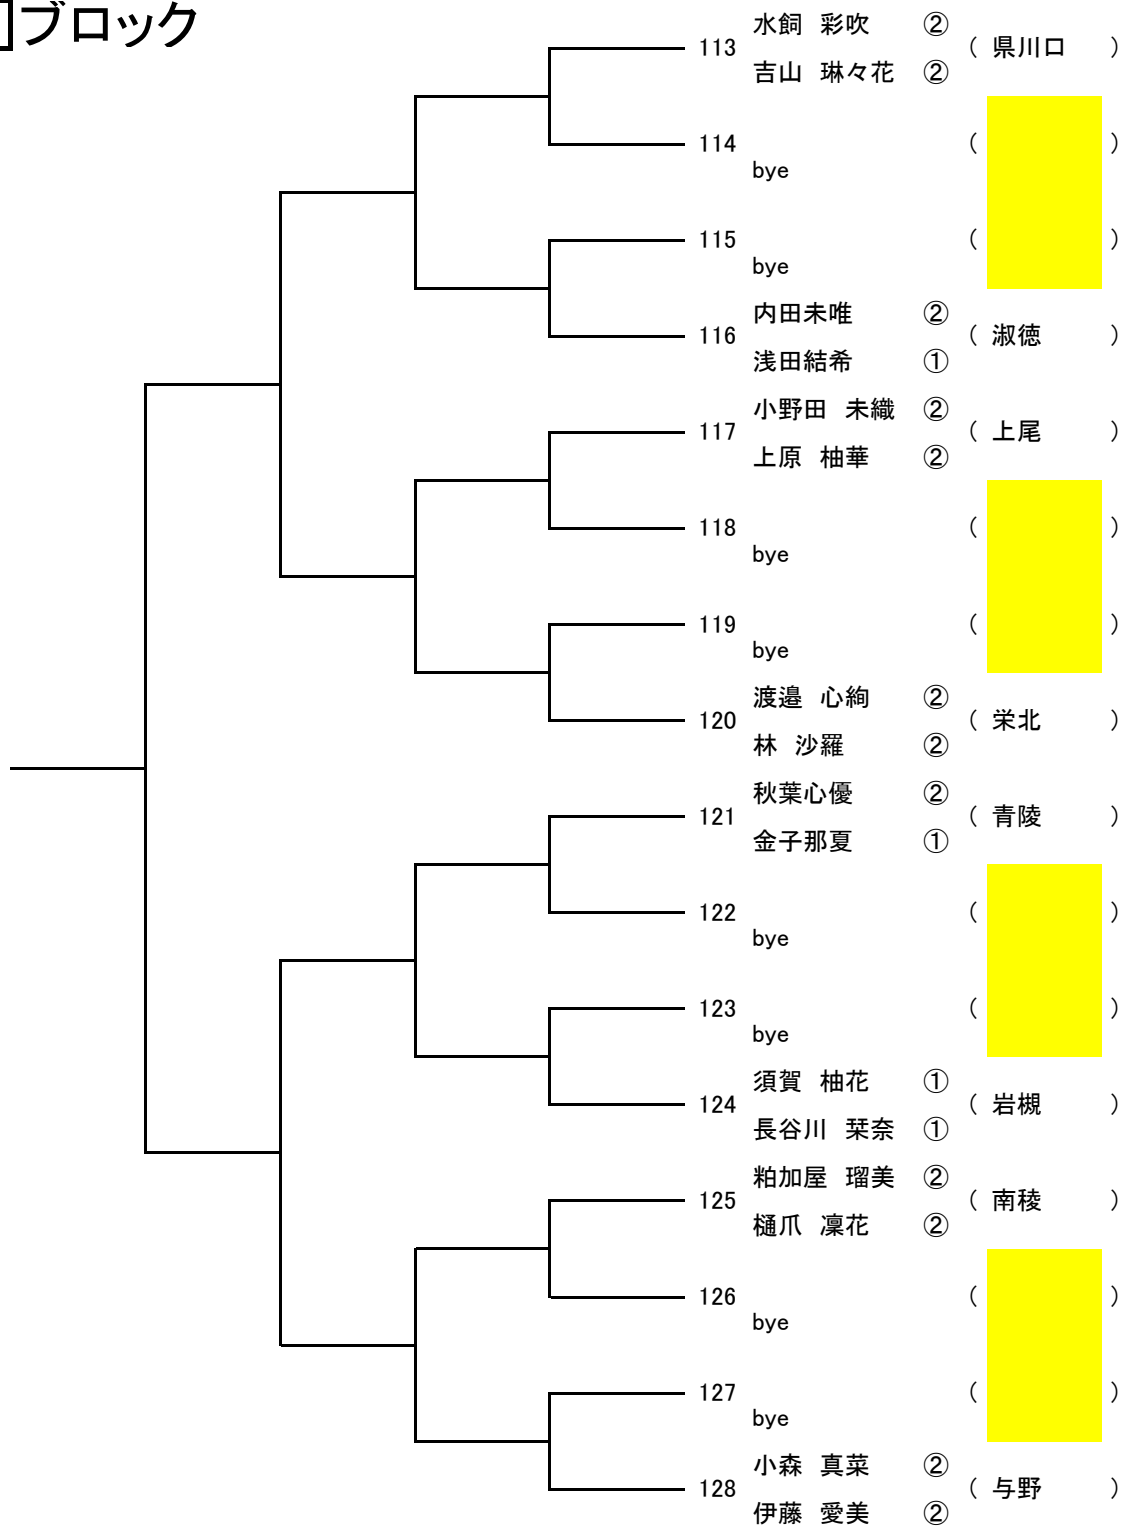 ブロック
水飼 彩吹 ②
113 ( 県川口 )
吉山 琳々花 ②
114 ( )
bye
115 ( )
bye
内田未唯 ②
116 ( 淑徳 )
浅田結希 ①
小野田 未織 ②
117 ( 上尾 )
上原 柚華 ②
118 ( )
bye
119 ( )
bye
渡邉 心絢 ②
120 ( 栄北 )
林 沙羅 ②
秋葉心優 ②
121 ( 青陵 )
金子那夏 ①
122 ( )
bye
123 ( )
bye
須賀 柚花 ①
124 ( 岩槻 )
長谷川 栞奈 ①
粕加屋 瑠美 ②
125 ( 南稜 )
樋爪 凜花 ②
126 ( )
bye
127 ( )
bye
小森 真菜 ②
128 ( 与野 )
伊藤 愛美 ②